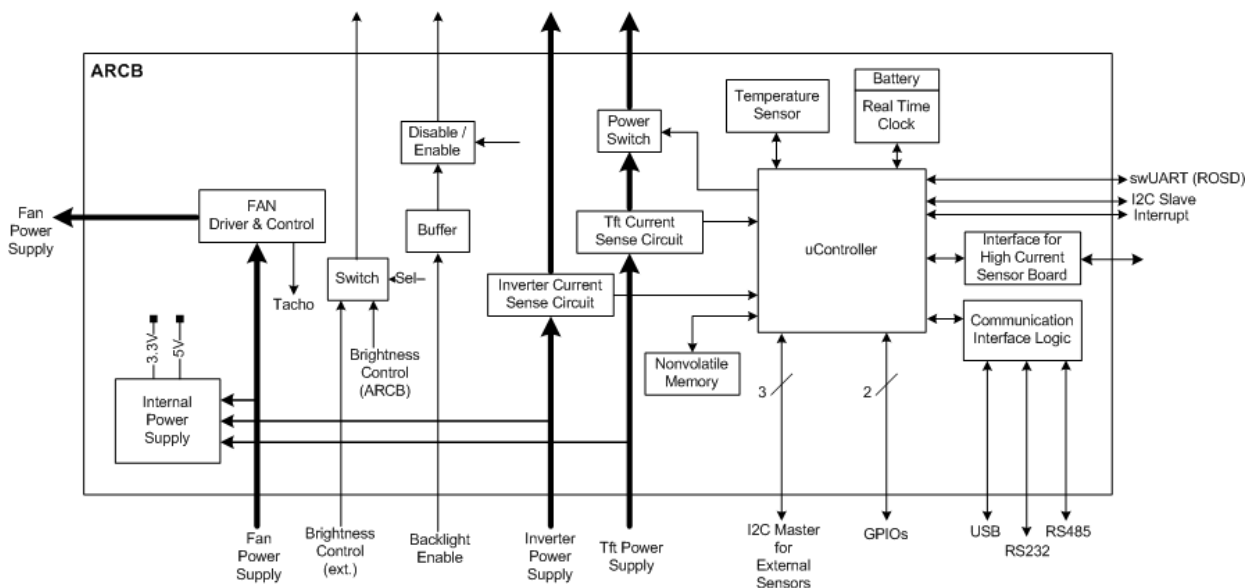 ARCB
Battery
Real Time
Clock
Temperature
Sensor
Power
Switch
Disable /
Enable
swUART (ROSD)
I2C Slave
Interrupt
FAN
Driver & Control
Fan
Power
Supply
Buffer
Tft Current
Sense Circuit
uController
Interface for
High Current
Sensor Board
Switch
Sel
Tacho
Inverter Current
Sense Circuit
Communication
Interface Logic
3.3V
5V
Brightness
Control
(ARCB)
Nonvolatile
Memory
3
2
Internal
Power
Supply
Fan
Power
Supply
Brightness
Control
(ext.)
Backlight
Enable
Inverter
Power
Supply
Tft Power
Supply
I2C Master
for
External
Sensors
GPIOs
USB
RS232
RS485